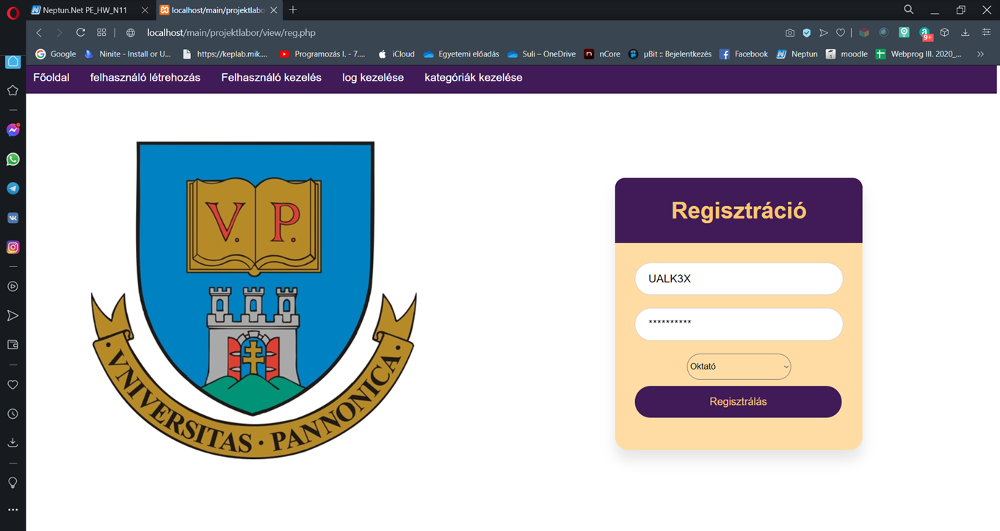 Neptun.Net PE_HW_N11
localhost/main/projektlabo
localhost/main/projektlabor/view/reg.php
Google
Ninite - Install or U...
https://keplab.mik....
Programozás I. - 7....
iCloud
Egyetemi előadás
Suli – OneDrive
nCore
µBit :: Bejelentkezés
Facebook
Neptun
moodle
Webprog III. 2020_...
9+
Főoldal
felhasználó létrehozás
Felhasználó kezelés
log kezelése
kategóriák kezelése
V. P.
VNIVERSITAS · PANNONICA
Regisztráció
UALK3X
**********
Oktató
Regisztrálás